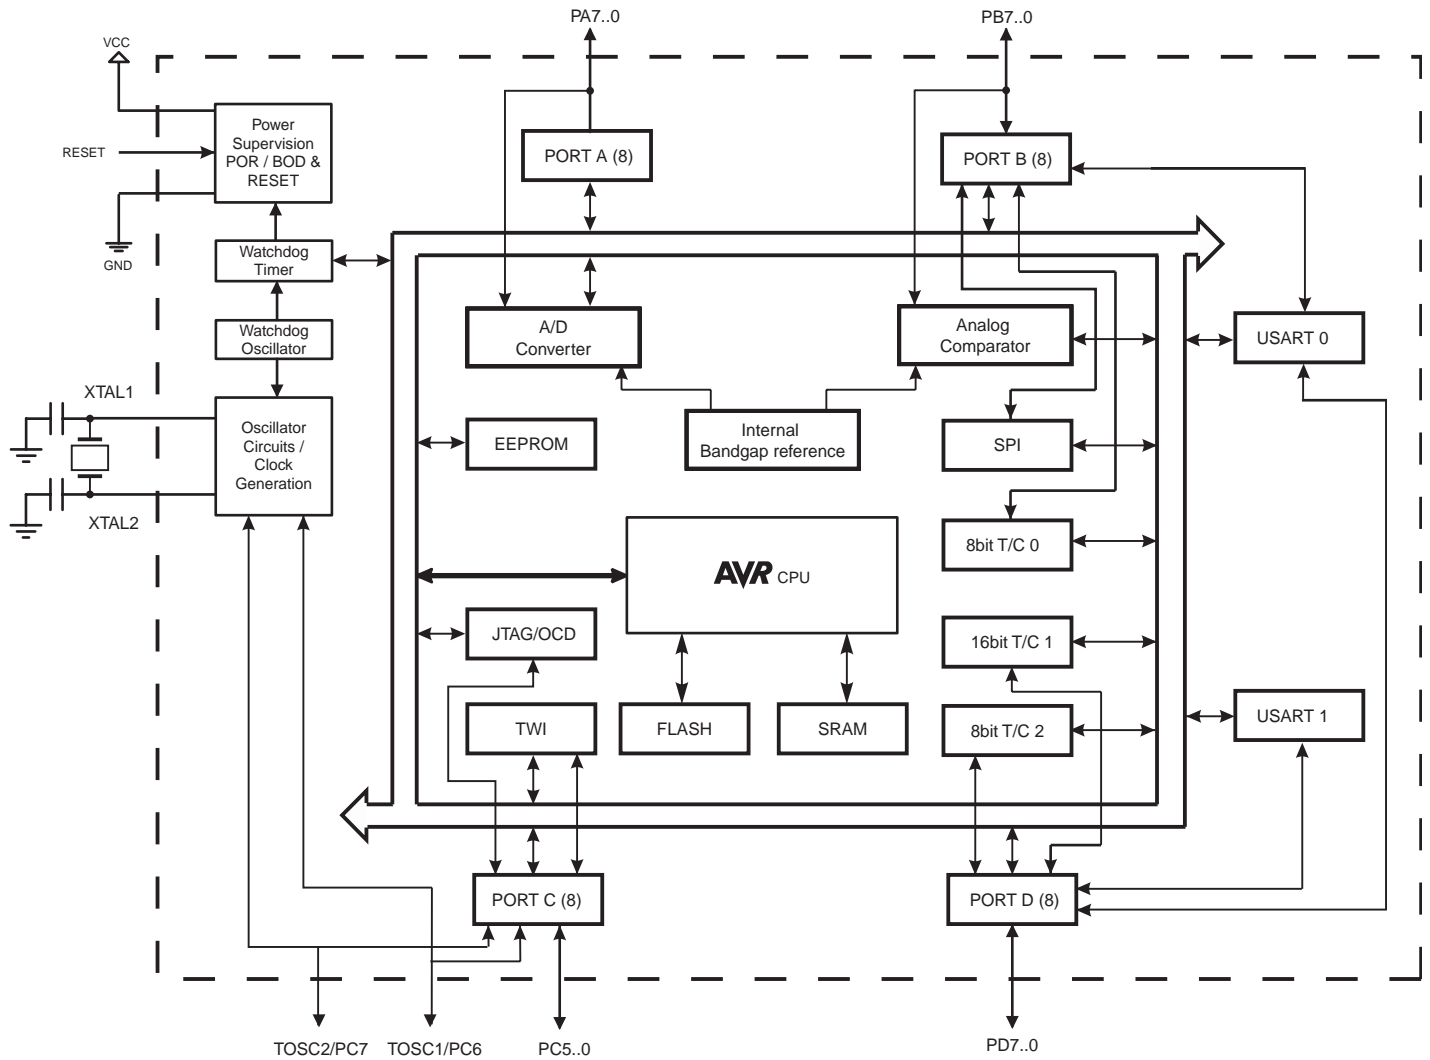 PA7..0
PB7..0
VCC
RESET
GND
Power
Supervision
POR / BOD &
RESET
PORT A (8)
PORT B (8)
Watchdog
Timer
Watchdog
Oscillator
A/D
Converter
Analog
Comparator
USART 0
XTAL1
XTAL2
Oscillator
Circuits /
Clock
Generation
EEPROM
Internal
Bandgap reference
SPI
8bit T/C 0
AVR CPU
JTAG/OCD
16bit T/C 1
TWI
FLASH
SRAM
8bit T/C 2
USART 1
PORT C (8)
PORT D (8)
TOSC2/PC7
TOSC1/PC6
PC5..0
PD7..0